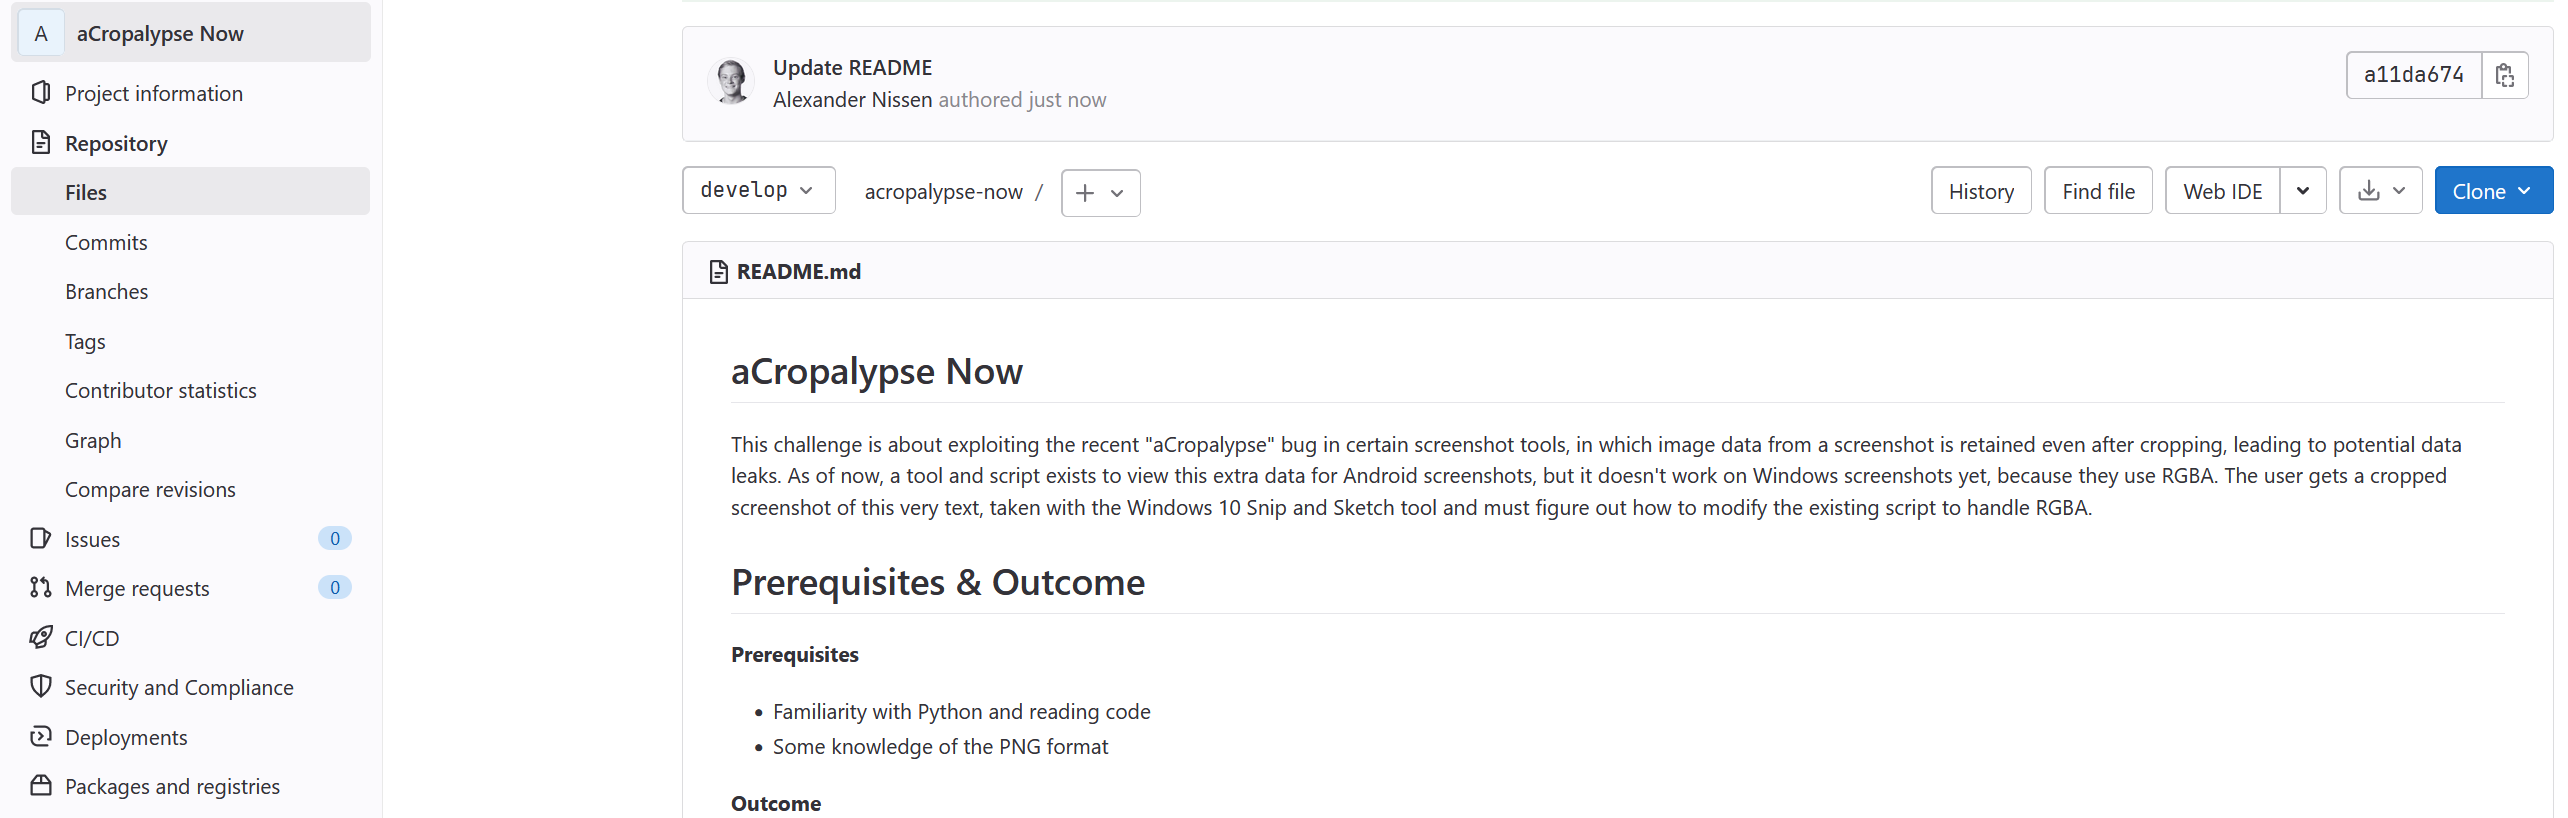 A
aCropalypse Now
Project information
Repository
Files
Commits
Branches
Tags
Contributor statistics
Graph
Compare revisions
Issues 0
Merge requests 0
CI/CD
Security and Compliance
Deployments
Packages and registries
Update README
Alexander Nissen authored just now
a11da674
develop
acropalypse-now /
History
Find file
Web IDE
Clone
README.md
aCropalypse Now
This challenge is about exploiting the recent "aCropalypse" bug in certain screenshot tools, in which image data from a screenshot is retained even after cropping, leading to potential data
leaks. As of now, a tool and script exists to view this extra data for Android screenshots, but it doesn't work on Windows screenshots yet, because they use RGBA. The user gets a cropped
screenshot of this very text, taken with the Windows 10 Snip and Sketch tool and must figure out how to modify the existing script to handle RGBA.
Prerequisites & Outcome
Prerequisites
• Familiarity with Python and reading code
• Some knowledge of the PNG format
Outcome